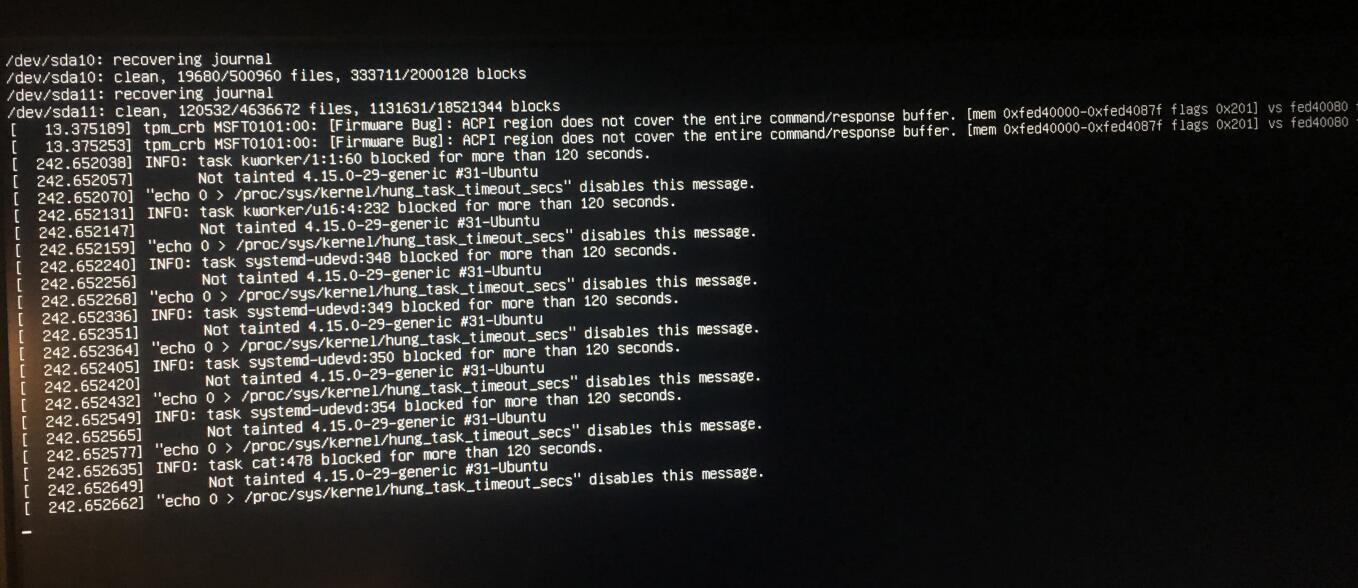 /dev/sda10: recovering journal
/dev/sda10: clean, 19680/500960 files, 333711/2000128 blocks
/dev/sda11: recovering journal
/dev/sda11: clean, 120532/4636672 files, 1131631/18521344 blocks
[   13.375189] tpm_crb MSFT0101:00: [Firmware Bug]: ACPI region does not cover the entire command/response buffer. [mem 0xfed40000-0xfed4087f flags 0x201] vs fed40080 f
[   13.375253] tpm_crb MSFT0101:00: [Firmware Bug]: ACPI region does not cover the entire command/response buffer. [mem 0xfed40000-0xfed4087f flags 0x201] vs fed40080 f
[  242.652038] INFO: task kworker/1:1:60 blocked for more than 120 seconds.
[  242.652057]       Not tainted 4.15.0-29-generic #31-Ubuntu
[  242.652070] "echo 0 > /proc/sys/kernel/hung_task_timeout_secs" disables this message.
[  242.652131] INFO: task kworker/u16:4:232 blocked for more than 120 seconds.
[  242.652147]       Not tainted 4.15.0-29-generic #31-Ubuntu
[  242.652159] "echo 0 > /proc/sys/kernel/hung_task_timeout_secs" disables this message.
[  242.652240] INFO: task systemd-udevd:348 blocked for more than 120 seconds.
[  242.652256]       Not tainted 4.15.0-29-generic #31-Ubuntu
[  242.652268] "echo 0 > /proc/sys/kernel/hung_task_timeout_secs" disables this message.
[  242.652336] INFO: task systemd-udevd:349 blocked for more than 120 seconds.
[  242.652351]       Not tainted 4.15.0-29-generic #31-Ubuntu
[  242.652364] "echo 0 > /proc/sys/kernel/hung_task_timeout_secs" disables this message.
[  242.652405] INFO: task systemd-udevd:350 blocked for more than 120 seconds.
[  242.652420]       Not tainted 4.15.0-29-generic #31-Ubuntu
[  242.652432] "echo 0 > /proc/sys/kernel/hung_task_timeout_secs" disables this message.
[  242.652549] INFO: task systemd-udevd:354 blocked for more than 120 seconds.
[  242.652565]       Not tainted 4.15.0-29-generic #31-Ubuntu
[  242.652577] "echo 0 > /proc/sys/kernel/hung_task_timeout_secs" disables this message.
[  242.652635] INFO: task cat:478 blocked for more than 120 seconds.
[  242.652649]       Not tainted 4.15.0-29-generic #31-Ubuntu
[  242.652662] "echo 0 > /proc/sys/kernel/hung_task_timeout_secs" disables this message.